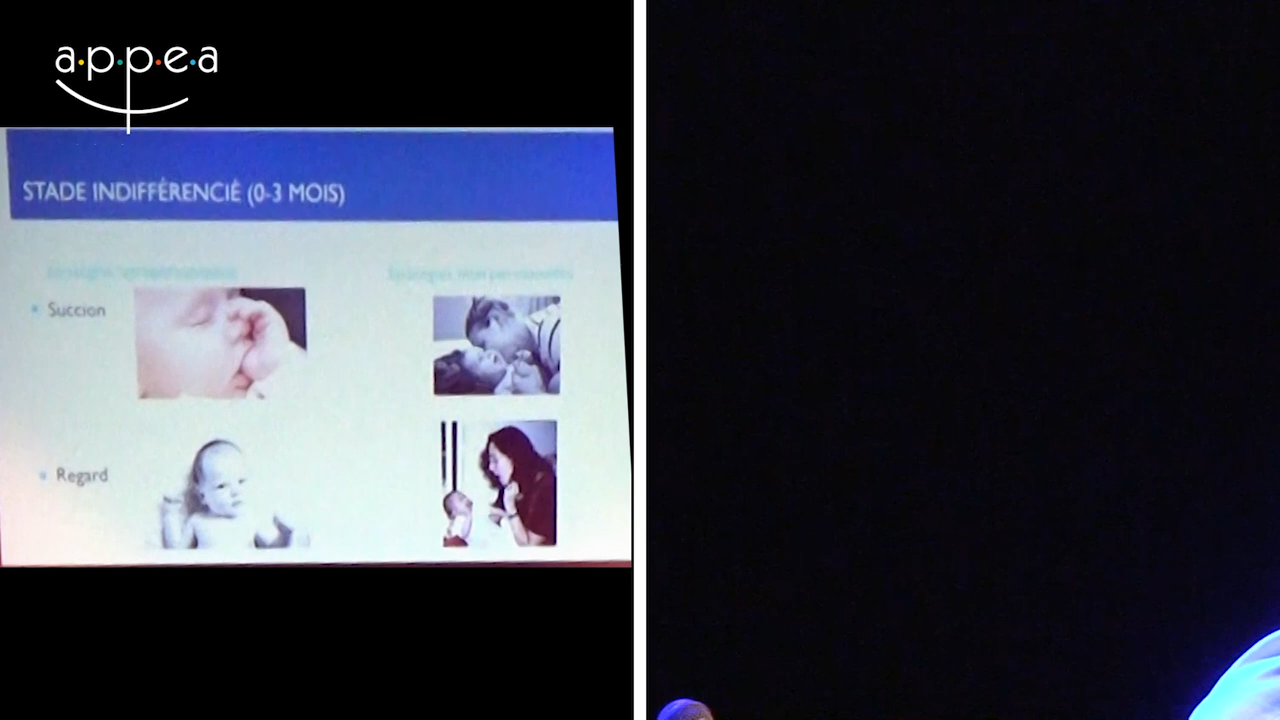 a·p·p·e·a
STADE INDIFFÉRENCIÉ (0-3 MOIS)
Succion
Regard